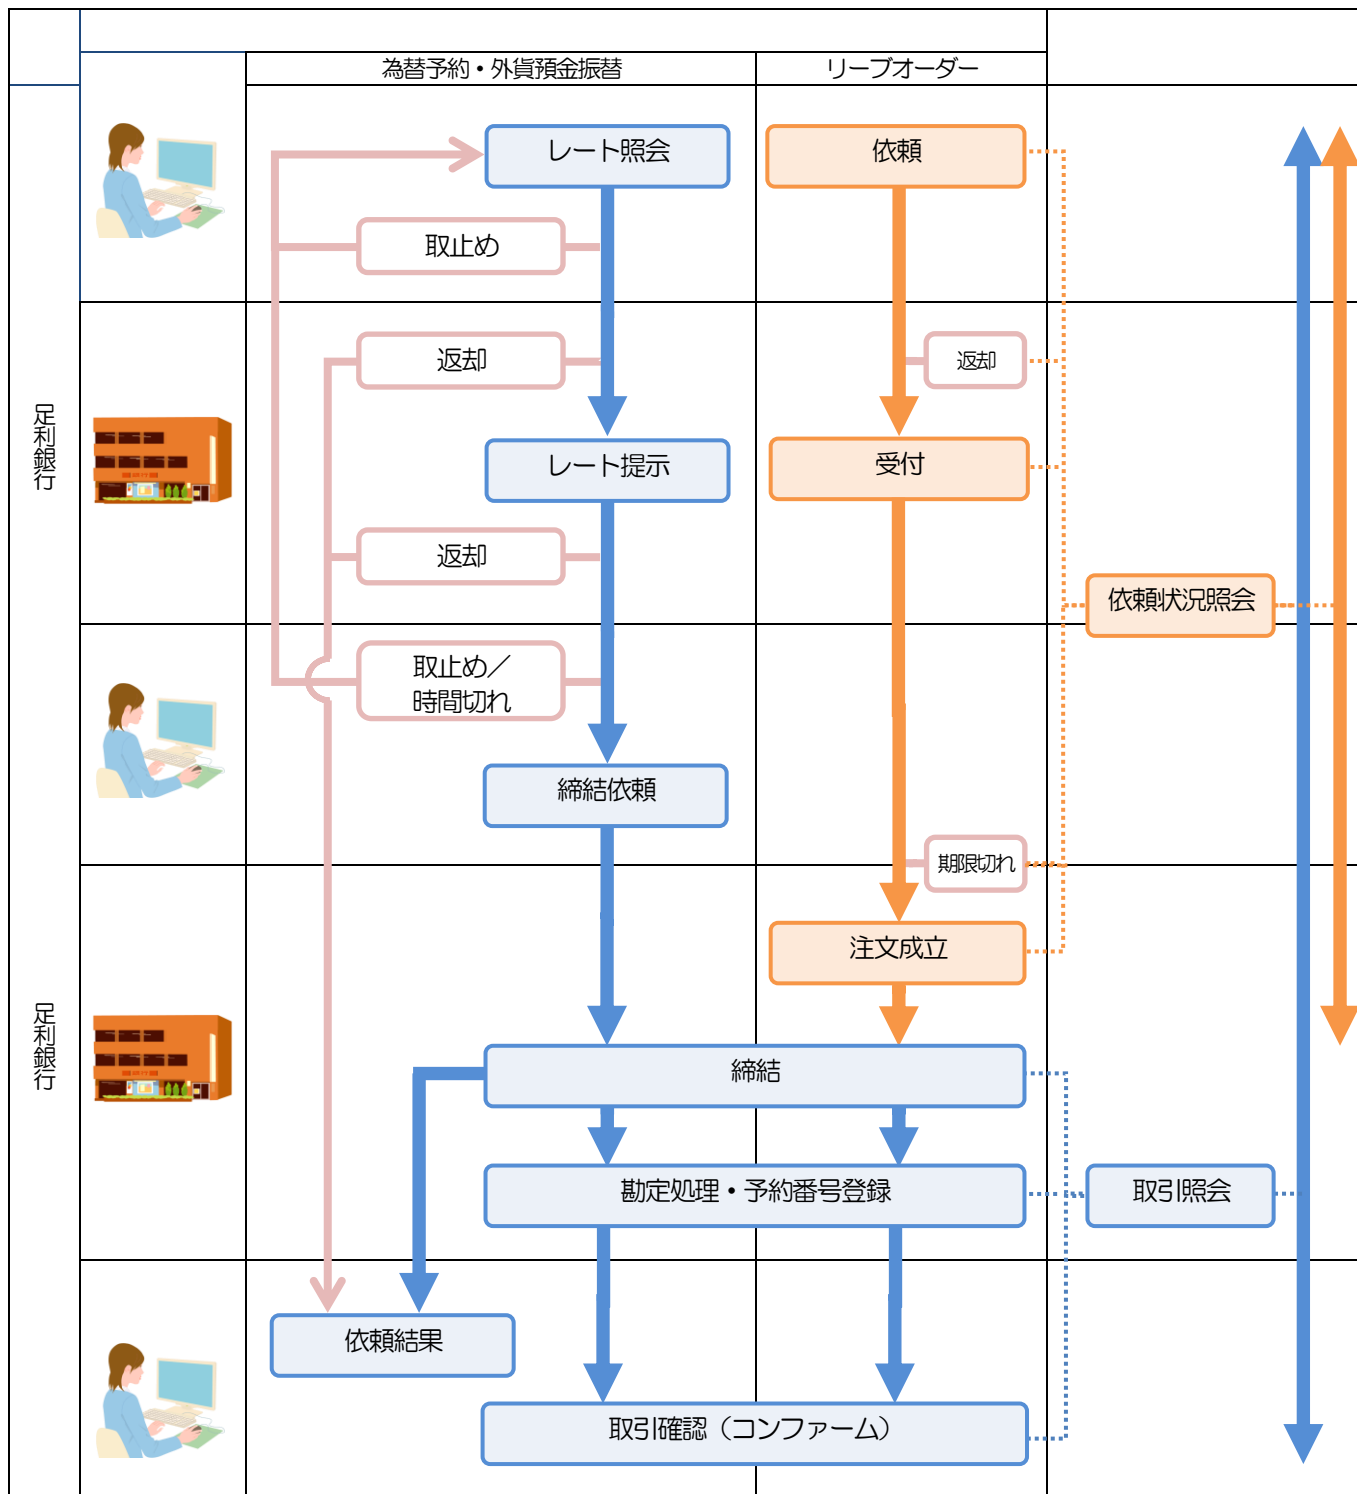 為替予約・外貨預金振替
リーブオーダー
レート照会
依頼
取止め
返却
返却
足利銀行
レート提示
受付
返却
依頼状況照会
取止め／
時間切れ
締結依頼
期限切れ
注文成立
足利銀行
締結
勘定処理・予約番号登録
取引照会
依頼結果
取引確認（コンファーム）